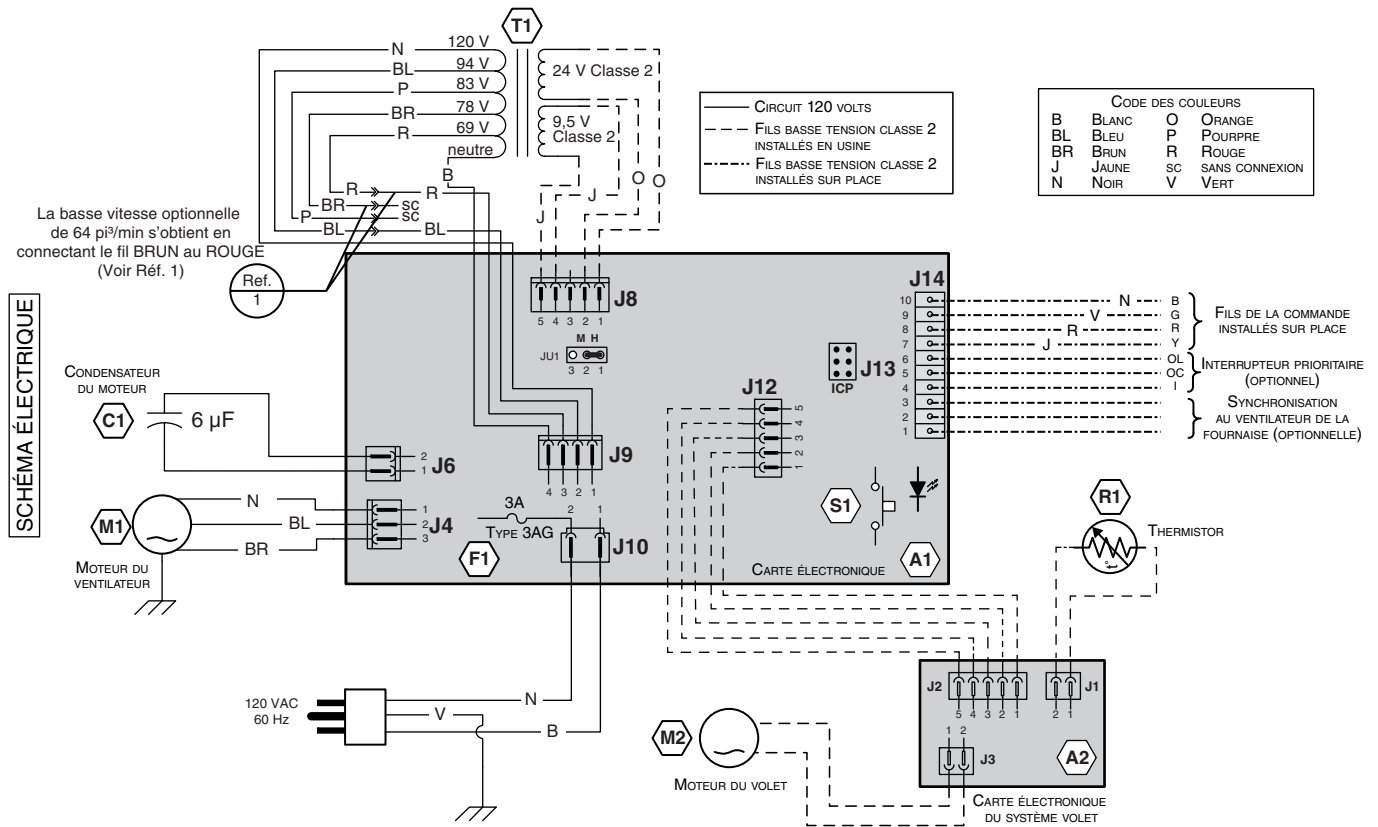 SCHÉMA ÉLECTRIQUE
T1
N 120 V
BL 94 V
P 83 V
BR 78 V
R 69 V
neutre
B
24 V Classe 2
9,5 V
Classe 2
R R
BR SC
P SC
BL BL
J J O O
La basse vitesse optionnelle
de 64 pi³/min s'obtient en
connectant le fil BRUN au ROUGE
(Voir Réf. 1)
Ref.
1
CIRCUIT 120 VOLTS
FILS BASSE TENSION CLASSE 2
INSTALLÉS EN USINE
FILS BASSE TENSION CLASSE 2
INSTALLÉS SUR PLACE
CODE DES COULEURS
B BLANC O ORANGE
BL BLEU P POURPRE
BR BRUN R ROUGE
J JAUNE SC SANS CONNEXION
N NOIR V VERT
J8
5 4 3 2 1
M H
JU1
3 2 1
J13
ICP
J14
10 N B
9 V G
8 R R
7 J Y
6 OL
5 OC
4 I
3
2
1
FILS DE LA COMMANDE
INSTALLÉS SUR PLACE
INTERRUPTEUR PRIORITAIRE
(OPTIONNEL)
SYNCHRONISATION
AU VENTILATEUR DE LA
FOURNAISE (OPTIONNELLE)
J12
5
4
3
2
1
CONDENSATEUR
DU MOTEUR
C1
6 µF
2
1
J6
J9
4 3 2 1
M1
N
BL
BR
1
2
3
J4
MOTEUR DU
VENTILATEUR
3A
TYPE 3AG
F1
2 1
J10
S1
CARTE ÉLECTRONIQUE
A1
R1
THERMISTOR
t°
120 VAC
60 Hz
N
V
B
M2
MOTEUR DU VOLET
J2
5 4 3 2 1
J1
2 1
1 2
J3
A2
CARTE ÉLECTRONIQUE
DU SYSTÈME VOLET